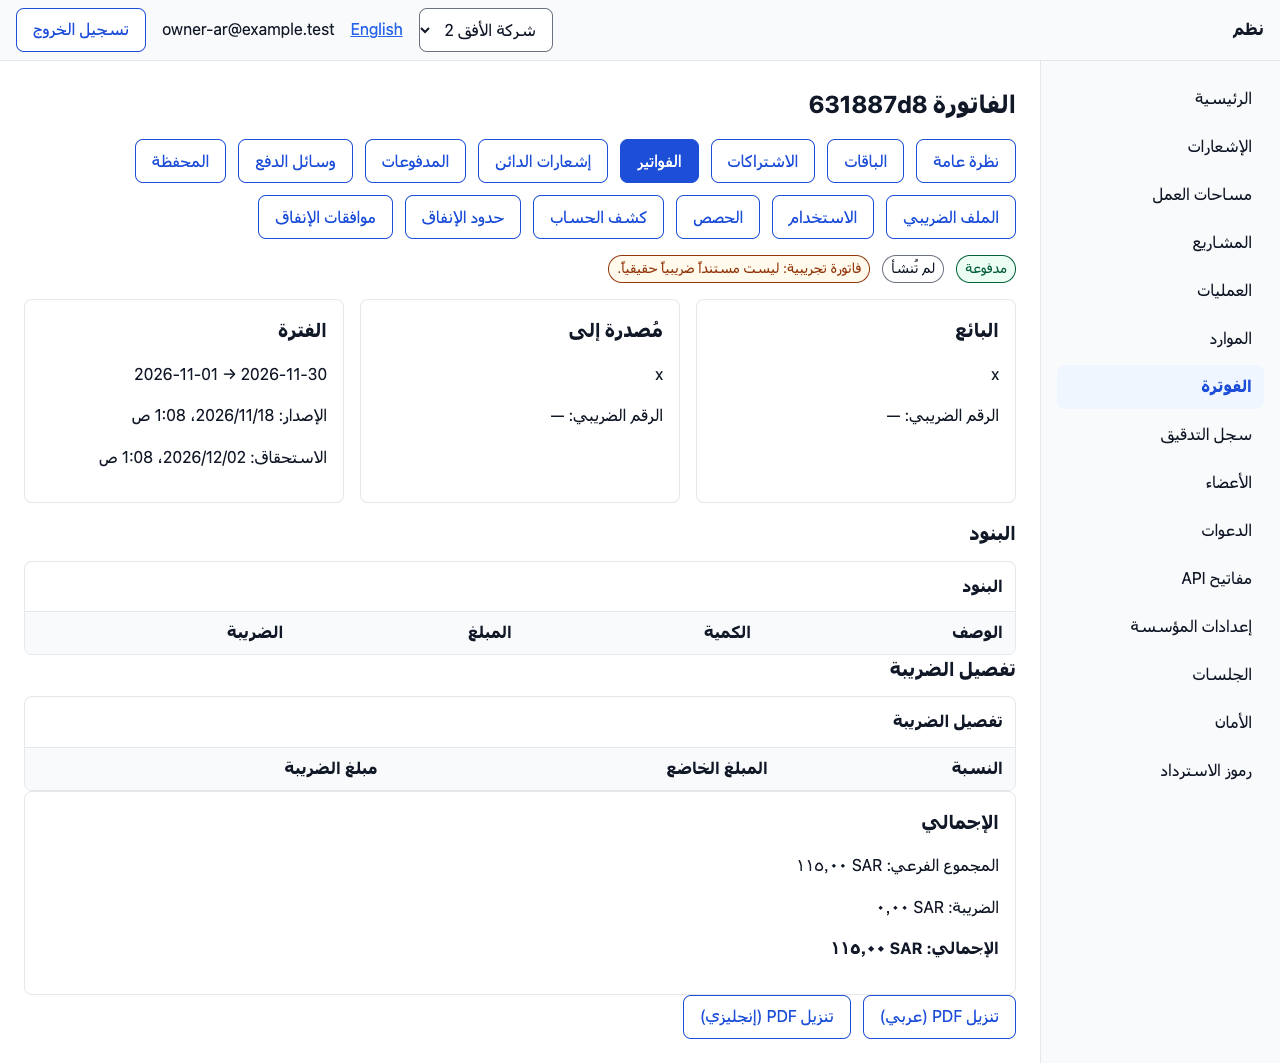 نظم
شركة الأفق 2
English
owner-ar@example.test
تسجيل الخروج
الرئيسية
الإشعارات
مساحات العمل
المشاريع
العمليات
الموارد
الفوترة
سجل التدقيق
الأعضاء
الدعوات
مفاتيح API
إعدادات المؤسسة
الجلسات
الأمان
رموز الاسترداد
الفاتورة 631887d8
نظرة عامة الباقات الاشتراكات الفواتير إشعارات الدائن المدفوعات وسائل الدفع المحفظة
الملف الضريبي الاستخدام الحصص كشف الحساب حدود الإنفاق موافقات الإنفاق
مدفوعة لم تُنشأ فاتورة تجريبية: ليست مستنداً ضريبياً حقيقياً.
البائع
x
الرقم الضريبي: —
مُصدرة إلى
x
الرقم الضريبي: —
الفترة
2026-11-01 → 2026-11-30
الإصدار: 2026/11/18، 1:08 ص
الاستحقاق: 2026/12/02، 1:08 ص
البنود
البنود
الوصف الكمية المبلغ الضريبة
تفصيل الضريبة
تفصيل الضريبة
النسبة المبلغ الخاضع مبلغ الضريبة
الإجمالي
المجموع الفرعي: SAR ١١٥,٠٠
الضريبة: SAR ٠,٠٠
الإجمالي: SAR ١١٥,٠٠
تنزيل PDF (عربي) تنزيل PDF (إنجليزي)